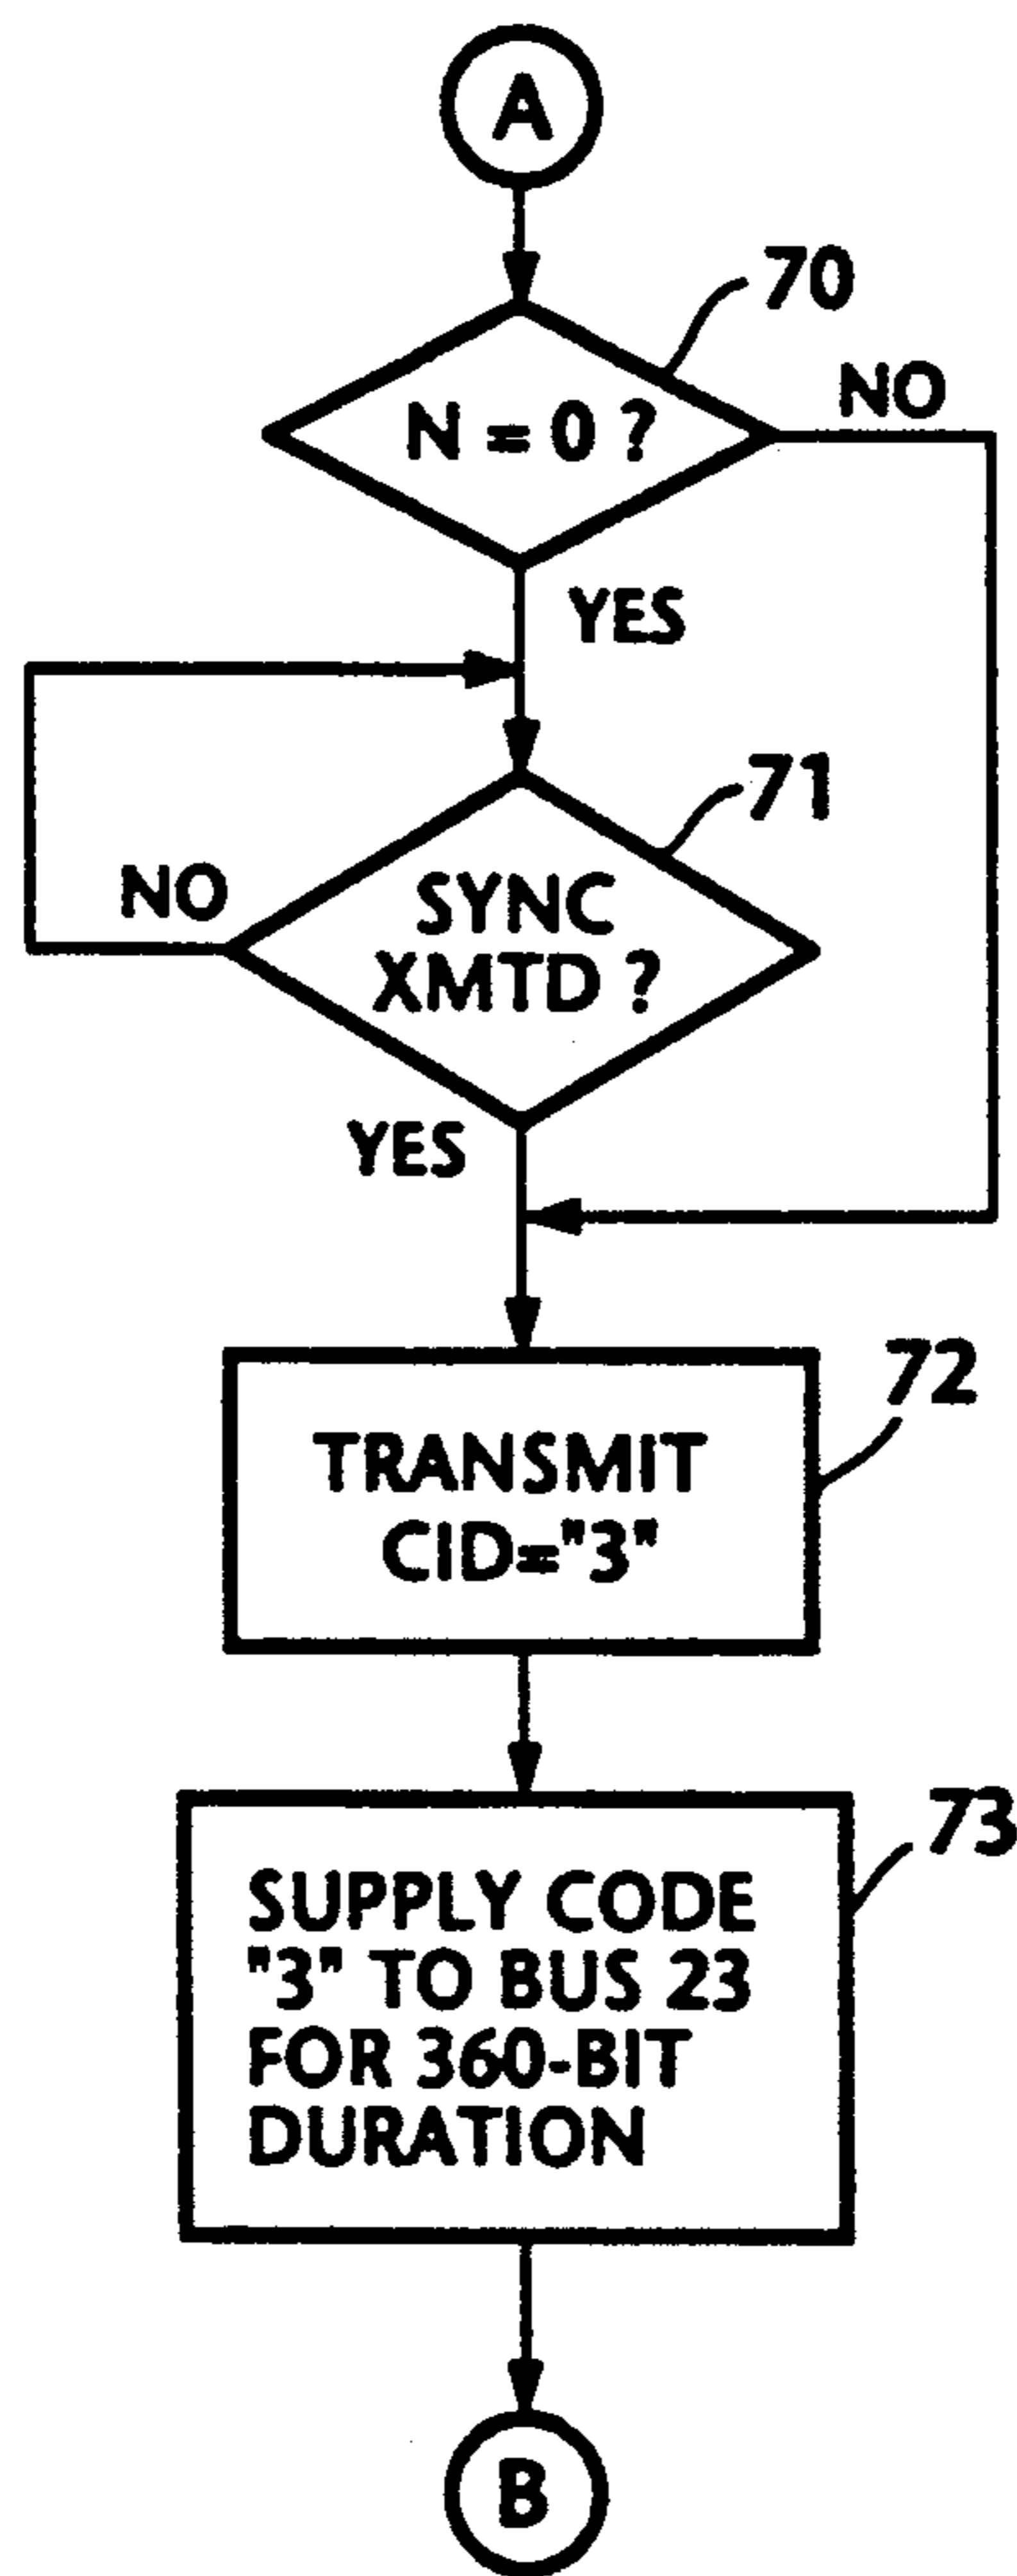 A
70
N = 0 ?
NO
YES
71
NO
SYNC
XMTD ?
YES
72
TRANSMIT
CID="3"
73
SUPPLY CODE
"3" TO BUS 23
FOR 360-BIT
DURATION
B